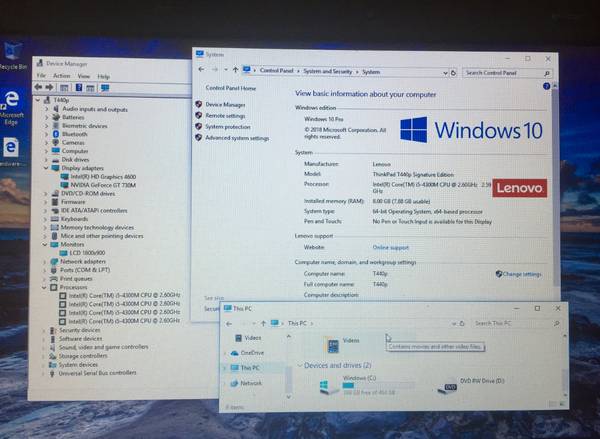 Recycle Bin
Microsoft
Edge
Device Manager
File Action View Help
T440p
Audio inputs and outputs
Batteries
Biometric devices
Bluetooth
Cameras
Computer
Disk drives
Display adapters
Intel(R) HD Graphics 4600
NVIDIA GeForce GT 730M
DVD/CD-ROM drives
Firmware
IDE ATA/ATAPI controllers
Keyboards
Memory technology devices
Mice and other pointing devices
Monitors
LCD 1600x900
Network adapters
Ports (COM & LPT)
Print queues
Processors
Intel(R) Core(TM) i5-4300M CPU @ 2.60GHz
Intel(R) Core(TM) i5-4300M CPU @ 2.60GHz
Intel(R) Core(TM) i5-4300M CPU @ 2.60GHz
Intel(R) Core(TM) i5-4300M CPU @ 2.60GHz
Security devices
Software devices
Sound, video and game controllers
Storage controllers
System devices
Universal Serial Bus controllers
System
Control Panel > System and Security > System
Search Control Panel
Control Panel Home
Device Manager
Remote settings
System protection
Advanced system settings
See also
View basic information about your computer
Windows edition
Windows 10 Pro
© 2018 Microsoft Corporation. All
rights reserved.
Windows 10
System
Manufacturer: Lenovo
Model: ThinkPad T440p Signature Edition
Processor: Intel(R) Core(TM) i5-4300M CPU @ 2.60GHz 2.59
GHz
Installed memory (RAM): 8.00 GB (7.88 GB usable)
System type: 64-bit Operating System, x64-based processor
Pen and Touch: No Pen or Touch Input is available for this Display
Lenovo
Lenovo support
Website: Online support
Computer name, domain, and workgroup settings
Computer name: T440p
Change settings
Full computer name: T440p
Computer description:
This PC
This PC
Search This PC
Videos
OneDrive
This PC
Network
Videos
Contains movies and other video files.
Devices and drives (2)
Windows (C:)
DVD RW Drive (D:)